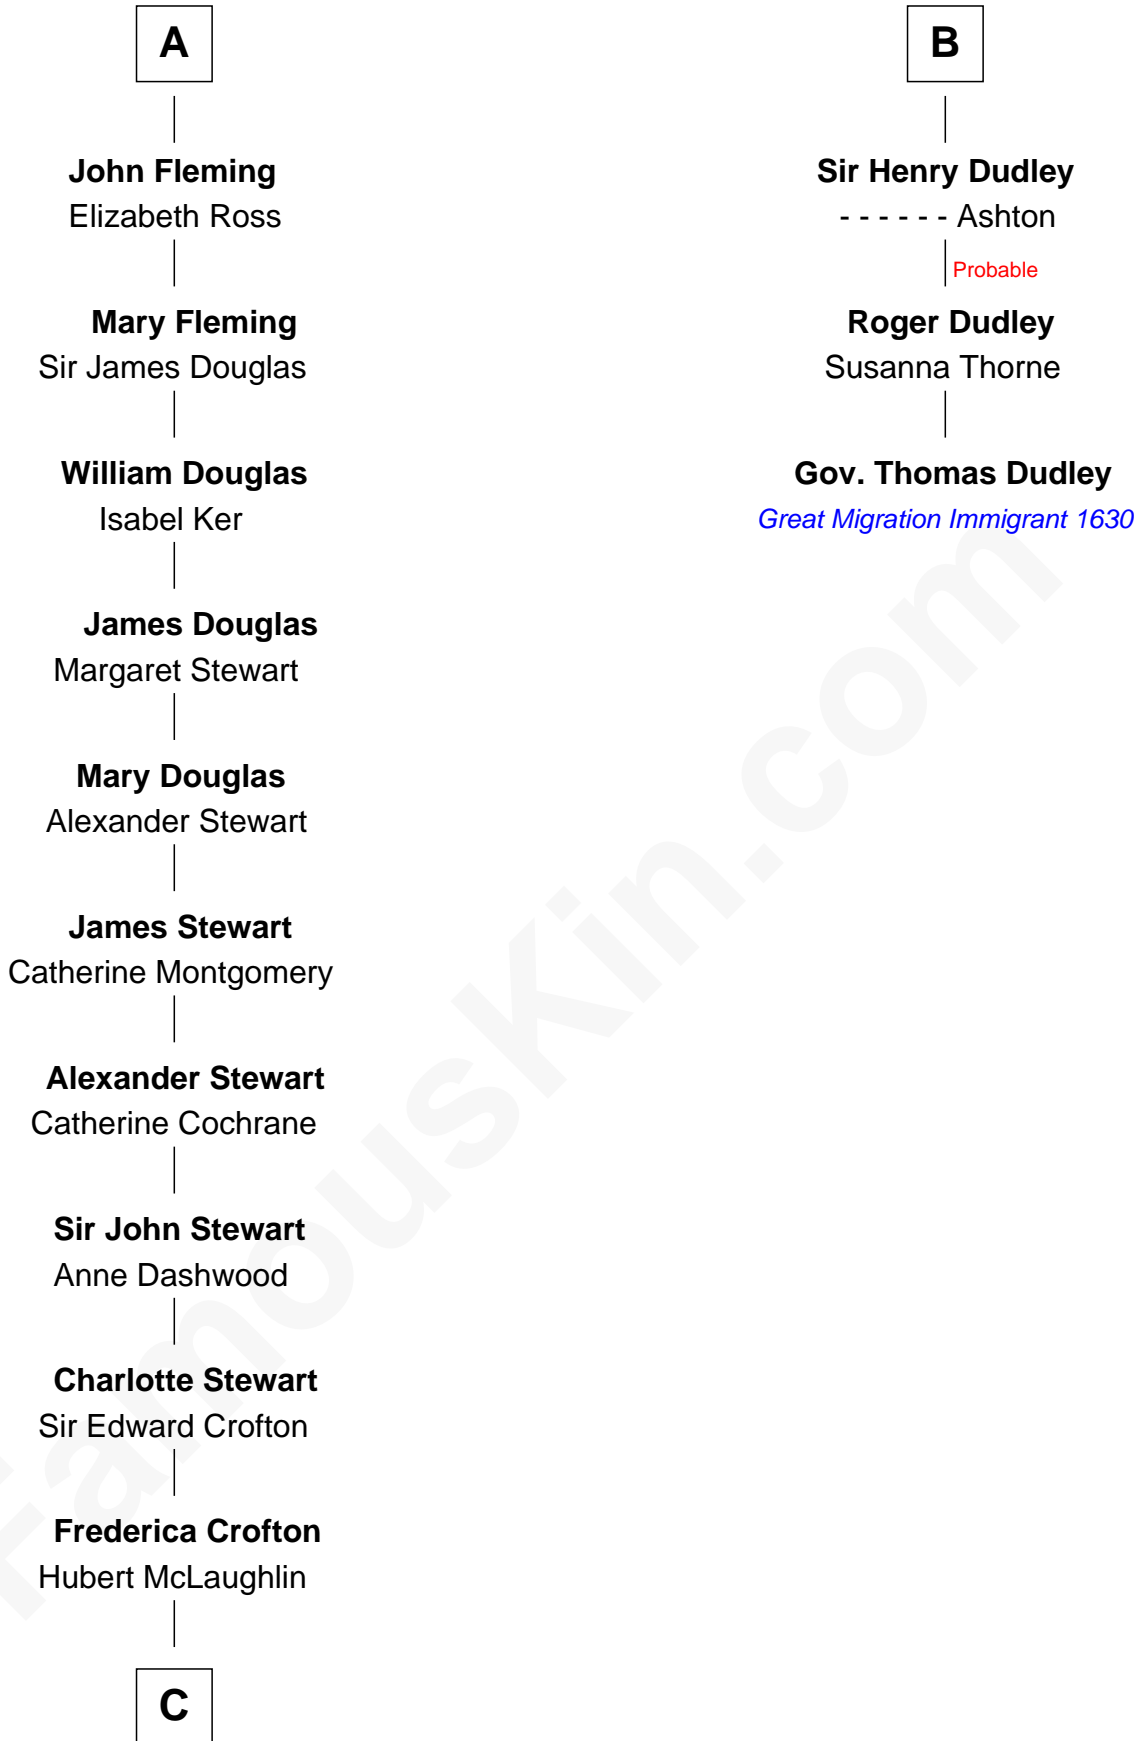 A
John Fleming
Elizabeth Ross
Mary Fleming
Sir James Douglas
William Douglas
Isabel Ker
James Douglas
Margaret Stewart
Mary Douglas
Alexander Stewart
James Stewart
Catherine Montgomery
Alexander Stewart
Catherine Cochrane
Sir John Stewart
Anne Dashwood
Charlotte Stewart
Sir Edward Crofton
Frederica Crofton
Hubert McLaughlin
C
B
Sir Henry Dudley
- - - - - - Ashton
Probable
Roger Dudley
Susanna Thorne
Gov. Thomas Dudley
Great Migration Immigrant 1630
FamousKin.com